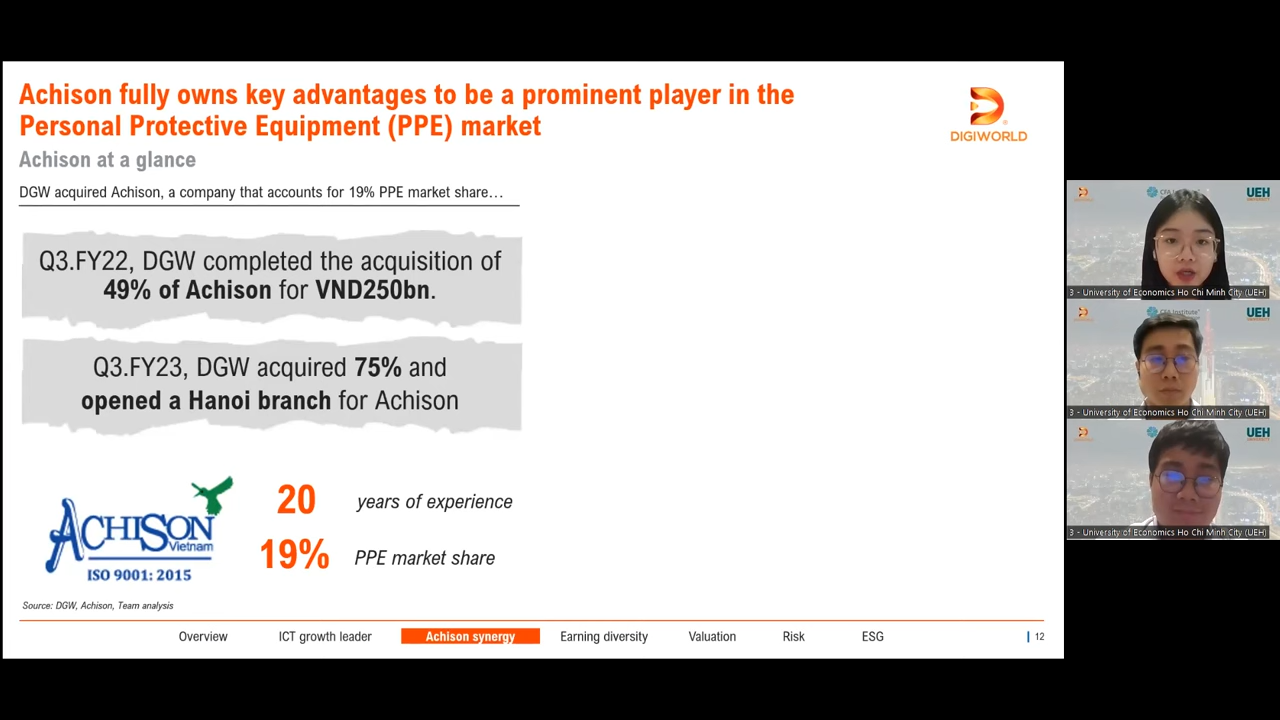 Achison fully owns key advantages to be a prominent player in the
Personal Protective Equipment (PPE) market
Achison at a glance
DGW acquired Achison, a company that accounts for 19% PPE market share…
DIGIWORLD
Q3.FY22, DGW completed the acquisition of
49% of Achison for VND250bn.
Q3.FY23, DGW acquired 75% and
opened a Hanoi branch for Achison
ACHISON
Vietnam
ISO 9001: 2015
20 years of experience
19% PPE market share
Source: DGW, Achison, Team analysis
Overview ICT growth leader Achison synergy Earning diversity Valuation Risk ESG 12
UEH
UNIVERSITY
3 - University of Economics Ho Chi Minh City (UEH)
CFA Institute
UEH
UNIVERSITY
3 - University of Economics Ho Chi Minh City (UEH)
UEH
UNIVERSITY
3 - University of Economics Ho Chi Minh City (UEH)